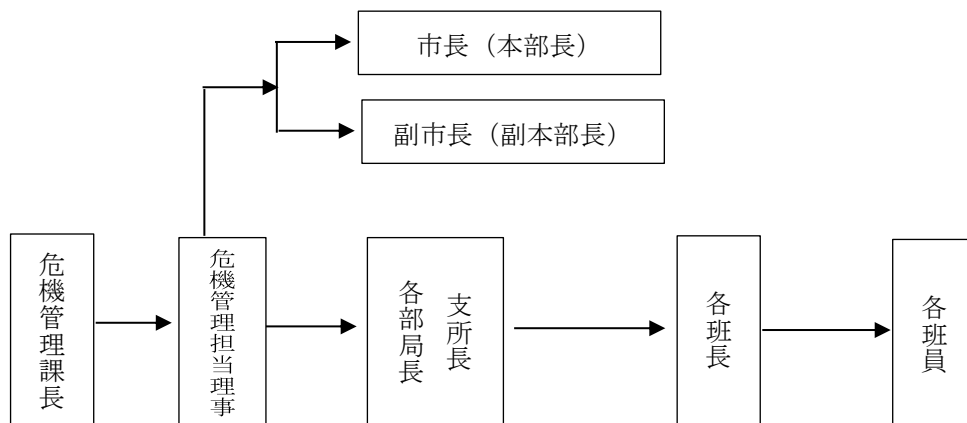 市長（本部長）
副市長（副本部長）
危機管理課長
危機管理担当理事
支所長
各部局長
各班長
各班員